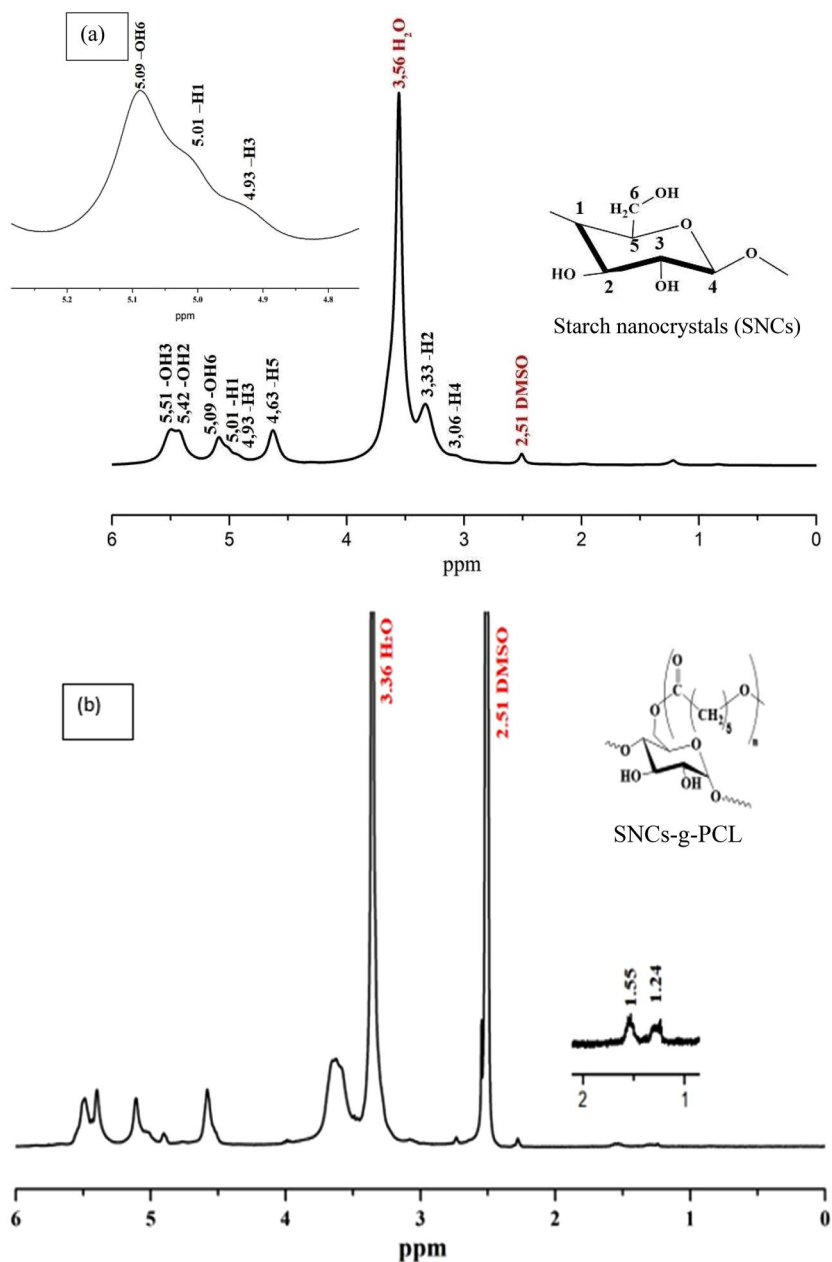 (a)
5.09 –OH6
5.01 –H1
4.93 –H3
5.2 5.1 5.0 4.9 4.8
ppm
3,56 H₂O
5,51 -OH3
5,42 -OH2
5,09 -OH6
5,01 -H1
4,93 -H3
4,63 –H5
3,33 –H2
3,06 –H4
2,51 DMSO
6
H₂C OH
1
O
5
3
HO
2
OH
4
O
Starch nanocrystals (SNCs)
6 5 4 3 2 1 0
ppm
(b)
3.36 H₂O
2.51 DMSO
O
C
O
O
(CH₂)₅
n
O
O
HO
OH
O
SNCs-g-PCL
1.55
1.24
2 1
6 5 4 3 2 1 0
ppm